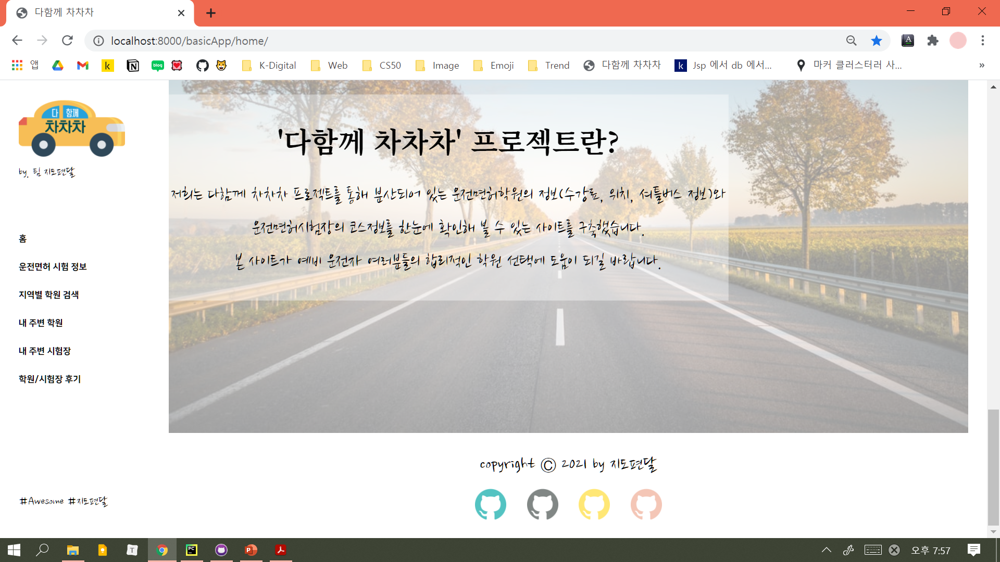 다함께 차차차
localhost:8000/basicApp/home/
앱
K-Digital
Web
CS50
Image
Emoji
Trend
다함께 차차차
Jsp 에서 db 에서...
마커 클러스터러 사...
다 함께
차차차
by. 팀 지도편달
홈
운전면허 시험 정보
지역별 학원 검색
내 주변 학원
내 주변 시험장
학원/시험장 후기
#Awesome #지도편달
'다함께 차차차' 프로젝트란?
저희는 다함께 차차차 프로젝트를 통해 분산되어 있는 운전면허학원의 정보(수강료, 위치, 셔틀버스 정보)와
운전면허시험장의 코스정보를 한눈에 확인해 볼 수 있는 사이트를 구축했습니다.
본 사이트가 예비 운전자 여러분들의 합리적인 학원 선택에 도움이 되길 바랍니다.
copyright ⓒ 2021 by 지도편달
오후 7:57